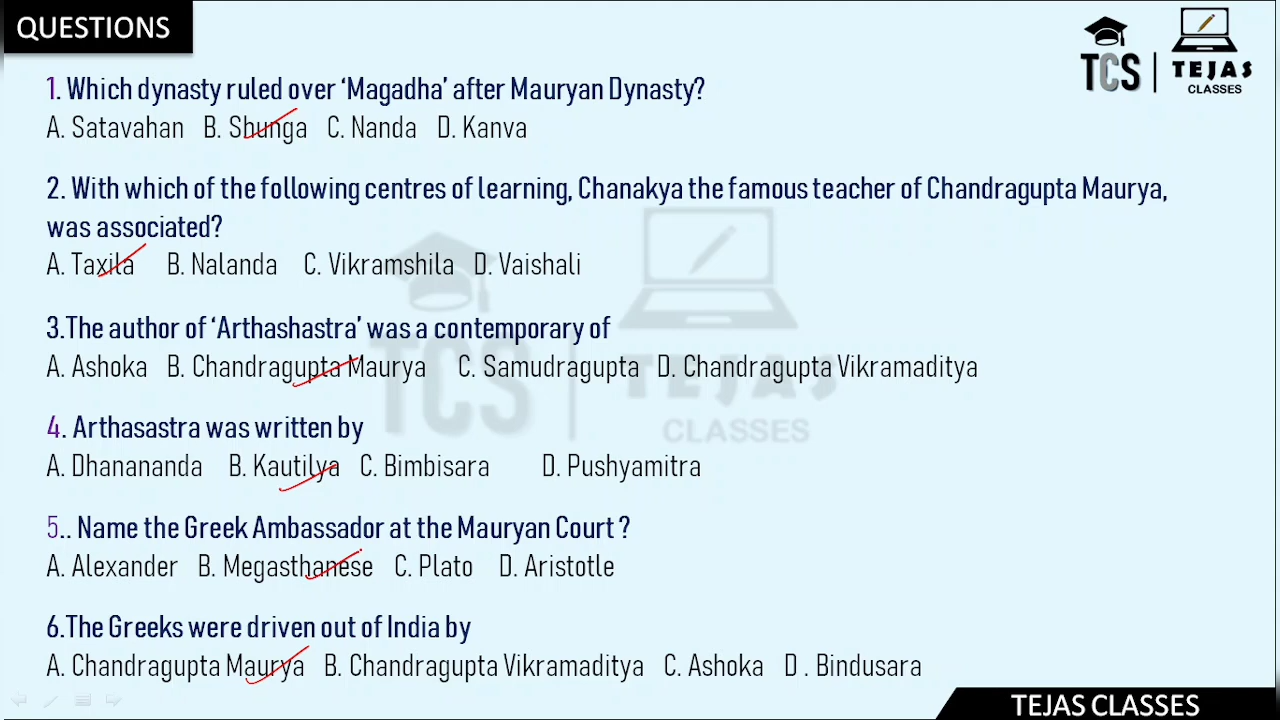 QUESTIONS
TCS | TEJAS CLASSES
1. Which dynasty ruled over ‘Magadha’ after Mauryan Dynasty?
A. Satavahan B. Shunga C. Nanda D. Kanva
2. With which of the following centres of learning, Chanakya the famous teacher of Chandragupta Maurya,
was associated?
A. Taxila B. Nalanda C. Vikramshila D. Vaishali
3.The author of ‘Arthashastra’ was a contemporary of
A. Ashoka B. Chandragupta Maurya C. Samudragupta D. Chandragupta Vikramaditya
TCS | TEJAS CLASSES
4. Arthasastra was written by
A. Dhanananda B. Kautilya C. Bimbisara D. Pushyamitra
5.. Name the Greek Ambassador at the Mauryan Court ?
A. Alexander B. Megasthanese C. Plato D. Aristotle
6.The Greeks were driven out of India by
A. Chandragupta Maurya B. Chandragupta Vikramaditya C. Ashoka D . Bindusara
TEJAS CLASSES